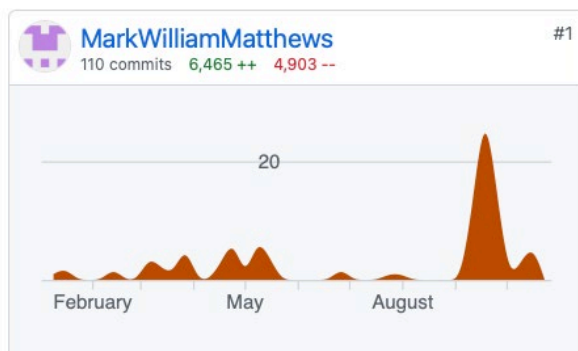 MarkWilliamMatthews #1
110 commits 6,465 ++ 4,903 --
20
February May August